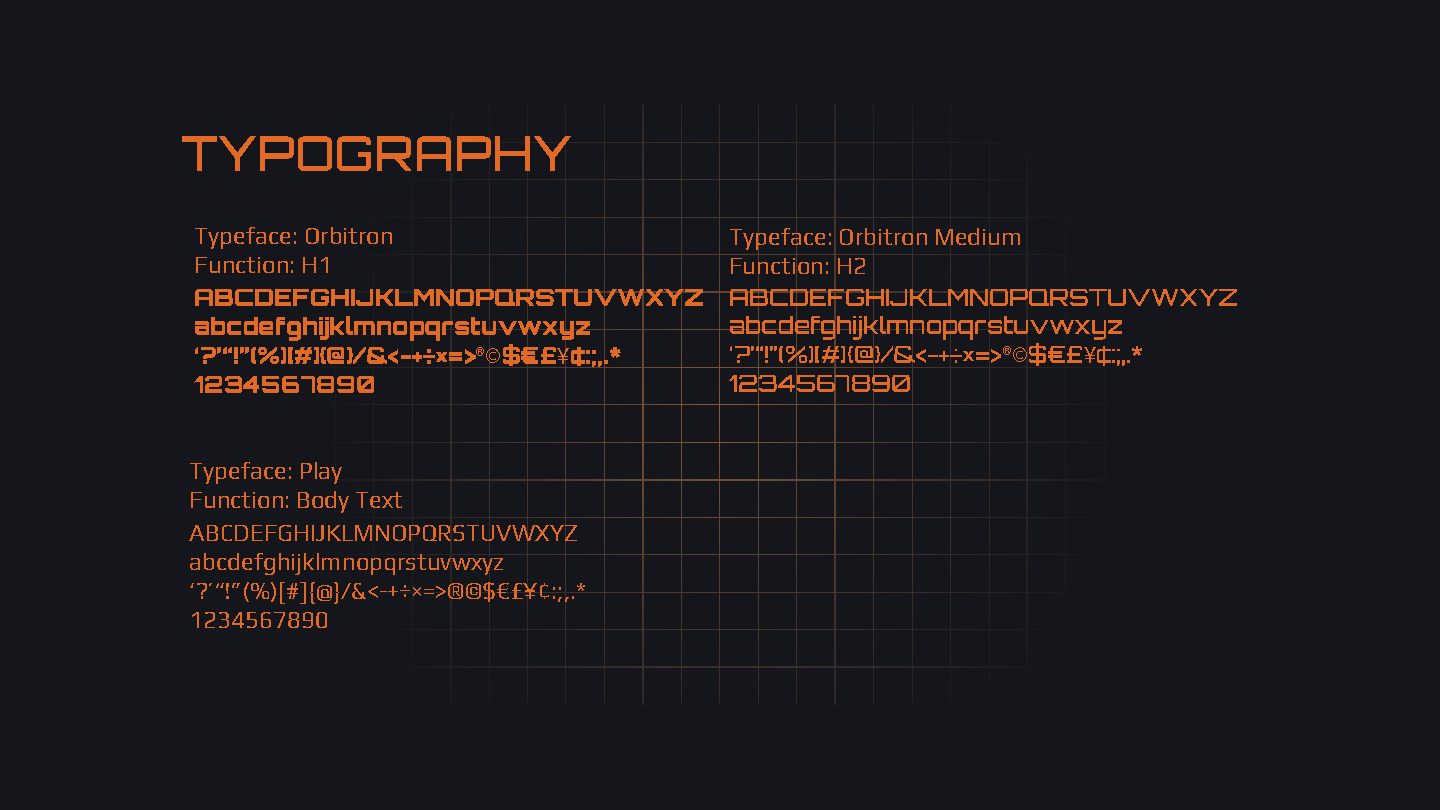 TYPOGRAPHY
Typeface: Orbitron
Function: H1
ABCDEFGHIJKLMNOPQRSTUVWXYZ
abcdefghijklmnopqrstuvwxyz
‘?’“!”(%)[#]{@}/&<-+÷×=>®©$€£¥¢:;,.*
1234567890
Typeface: Orbitron Medium
Function: H2
ABCDEFGHIJKLMNOPQRSTUVWXYZ
abcdefghijklmnopqrstuvwxyz
‘?’“!”(%)[#]{@}/&<-+÷×=>®©$€£¥¢:;,.*
1234567890
Typeface: Play
Function: Body Text
ABCDEFGHIJKLMNOPQRSTUVWXYZ
abcdefghijklmnopqrstuvwxyz
‘?’“!”(%)[#]{@}/&<-+÷×=>®©$€£¥¢:;,.*
1234567890